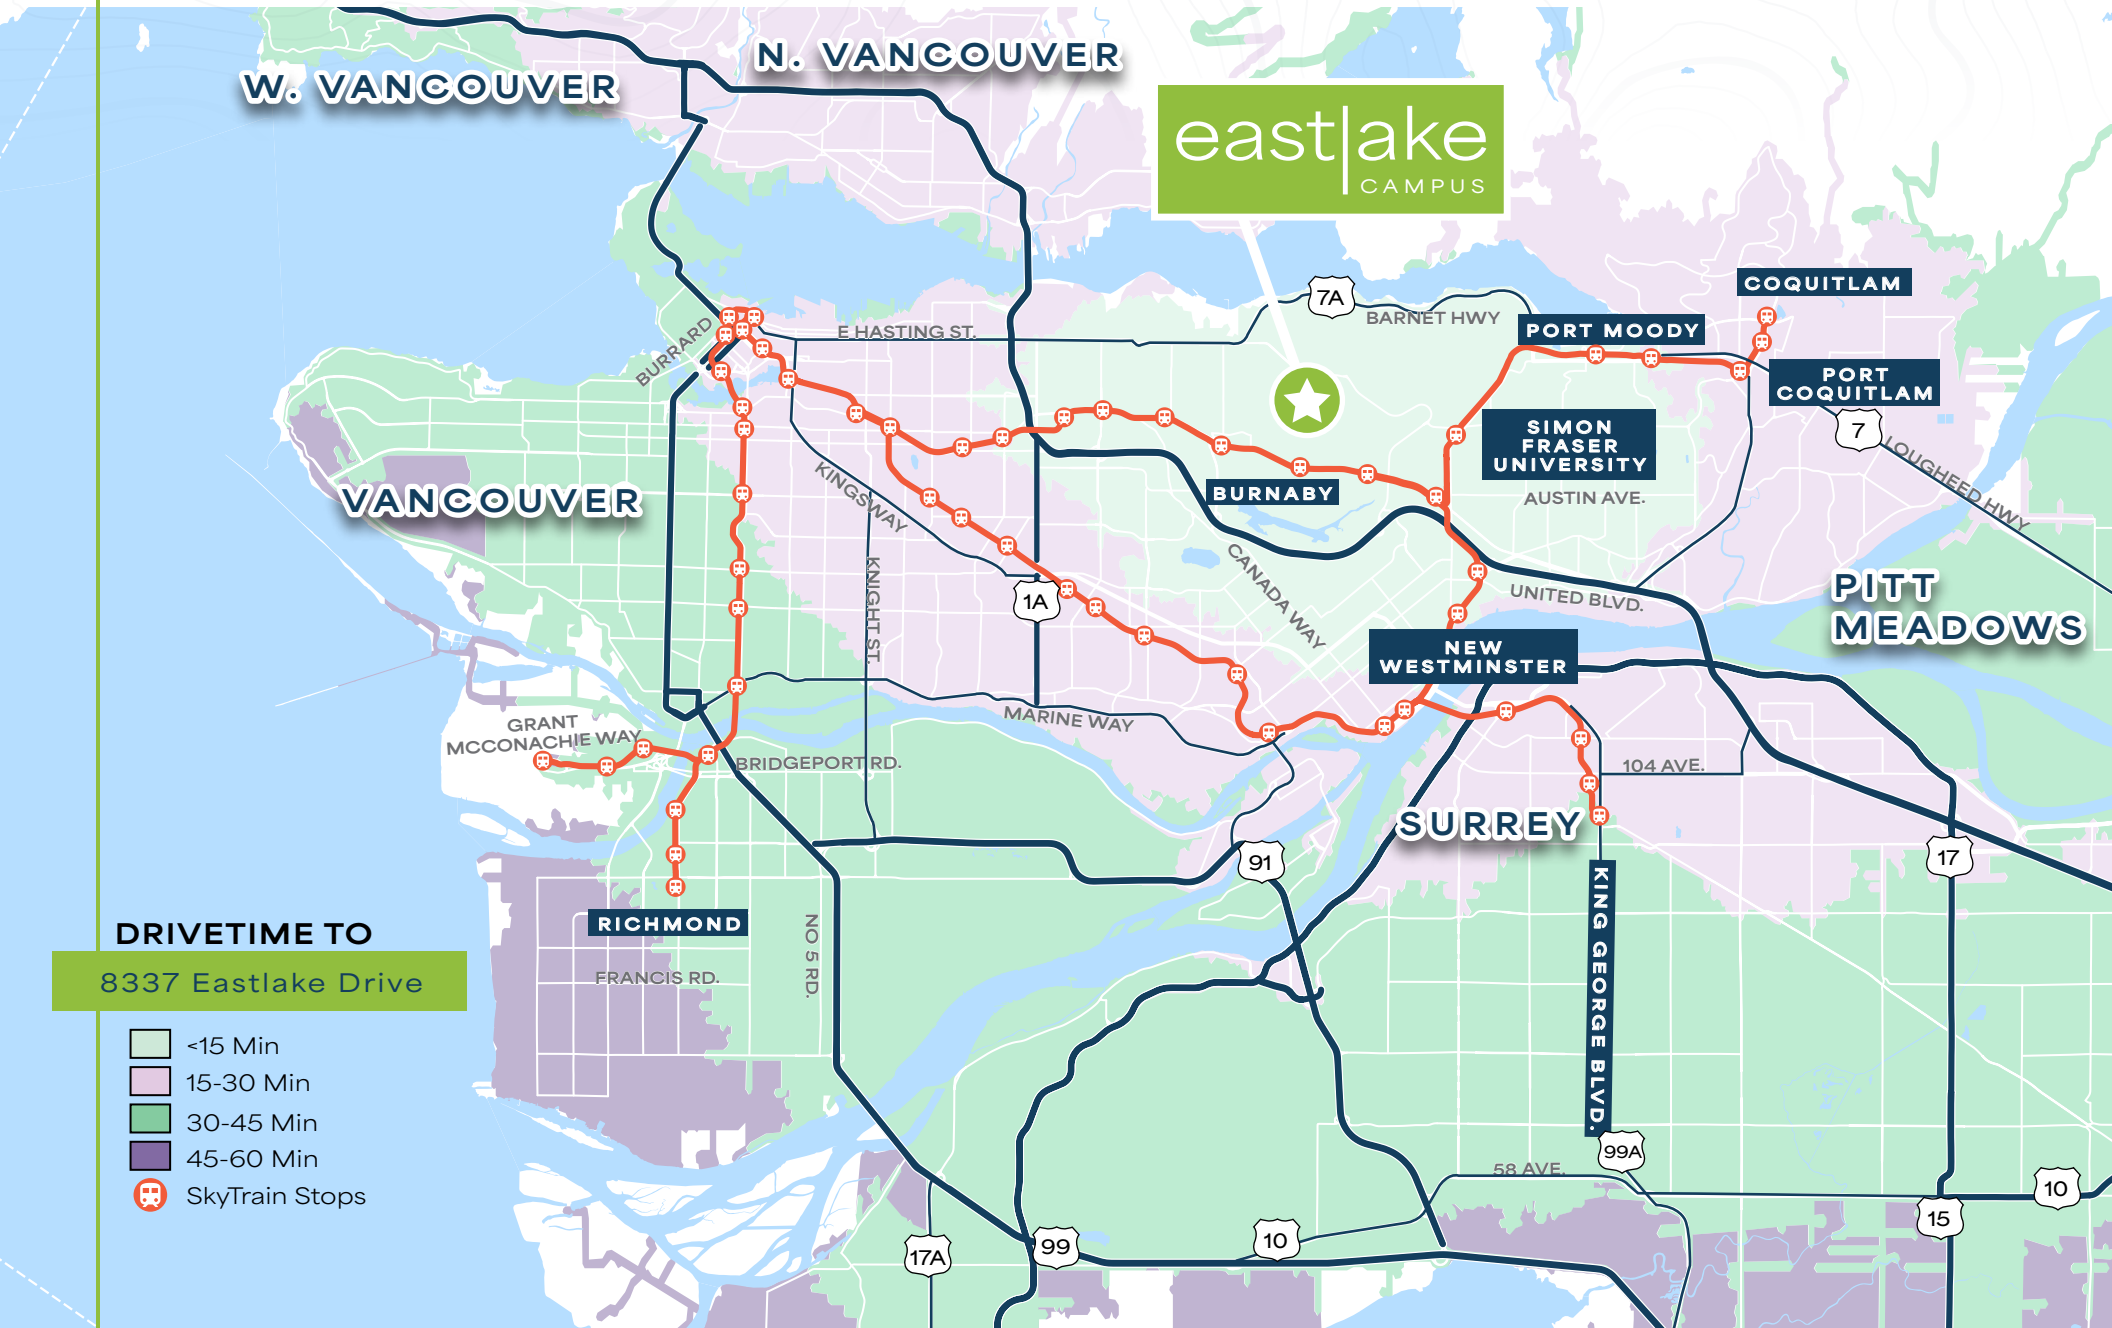 W. VANCOUVER
N. VANCOUVER
east|ake
CAMPUS
7A
BARNET HWY
COQUITLAM
PORT MOODY
PORT
COQUITLAM
7
LOUGHEED HWY
E HASTING ST.
BURRARD
SIMON
FRASER
UNIVERSITY
AUSTIN AVE.
BURNABY
VANCOUVER
KINGSWAY
KNIGHT ST.
1A
CANADA WAY
UNITED BLVD.
PITT
MEADOWS
NEW
WESTMINSTER
MARINE WAY
GRANT
MCCONACHIE WAY
BRIDGEPORT RD.
104 AVE.
SURREY
91
17
KING GEORGE BLVD.
RICHMOND
FRANCIS RD.
NO 5 RD.
DRIVETIME TO
8337 Eastlake Drive
<15 Min
15-30 Min
30-45 Min
45-60 Min
SkyTrain Stops
99A
58 AVE.
10
15
17A
99
10